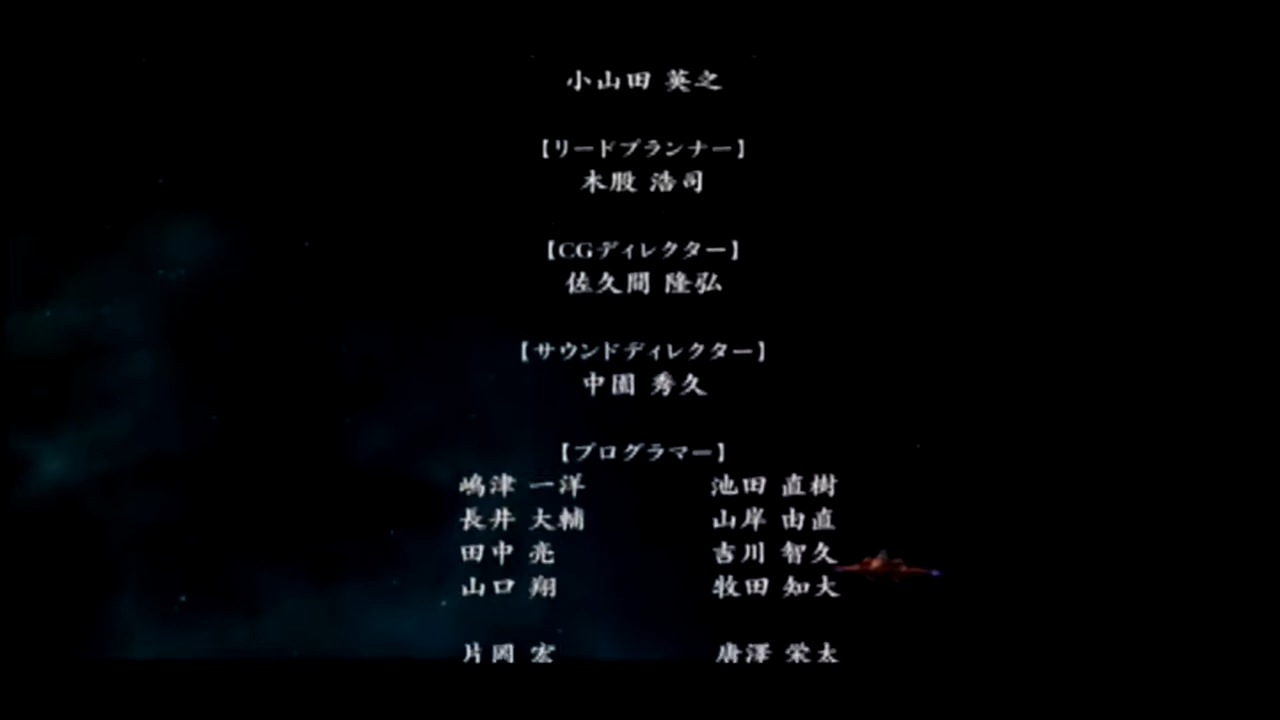 小山田 英之
【リードプランナー】
木股 浩司
【CGディレクター】
佐久間 隆弘
【サウンドディレクター】
中園 秀久
【プログラマー】
嶋津 一洋 池田 直樹
長井 大輔 山岸 由直
田中 亮 吉川 智久
山口 翔 牧田 知大
片岡 宏 唐澤 栄太